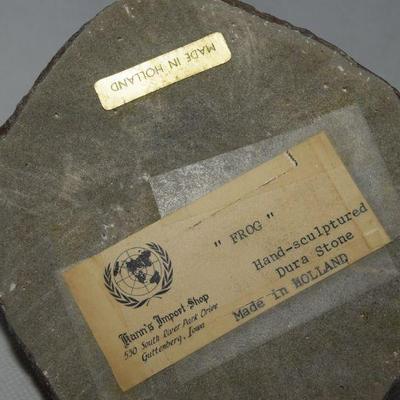 MADE IN HOLLAND
" FROG "
Hand-sculptured
Dura Stone
Made in HOLLAND
Hann's Import Shop
530 South River Park Drive
Guttenberg, Iowa